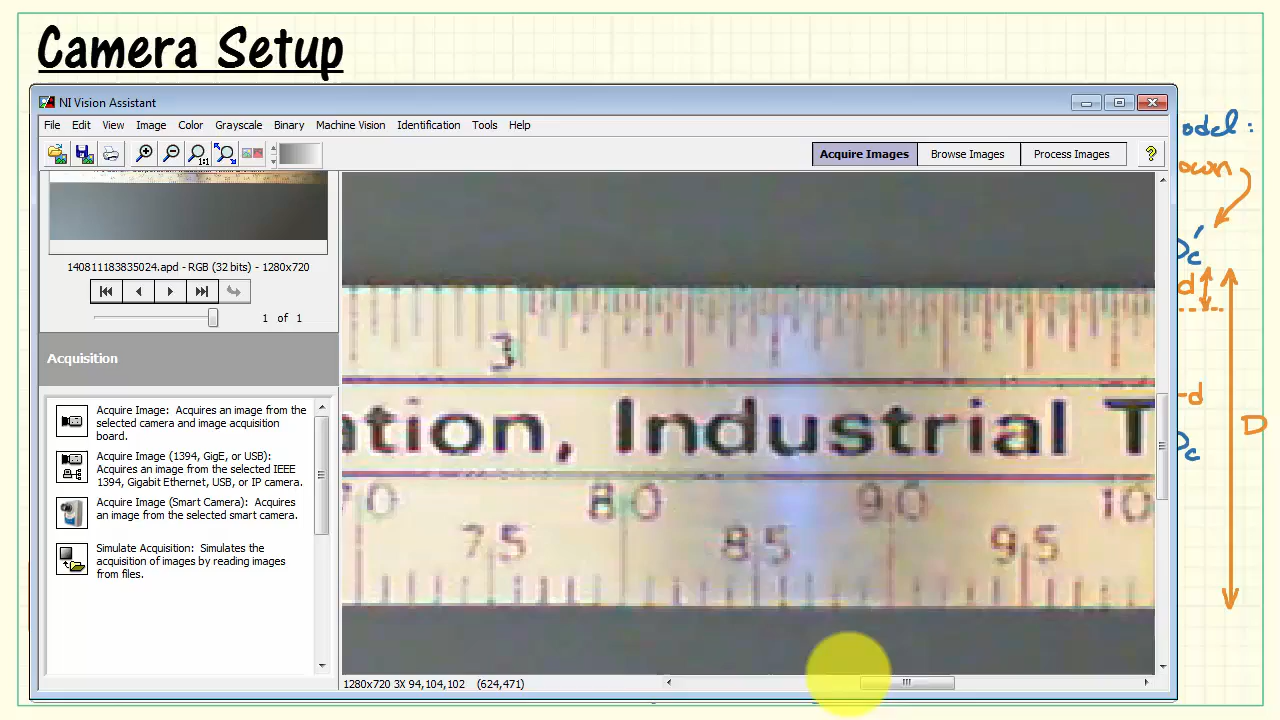 Camera Setup
NI Vision Assistant
File Edit View Image Color Grayscale Binary Machine Vision Identification Tools Help
1:1
Acquire Images Browse Images Process Images ?
140811183835024.apd - RGB (32 bits) - 1280x720
1 of 1
Acquisition
Acquire Image: Acquires an image from the
selected camera and image acquisition
board.
Acquire Image (1394, GigE, or USB):
Acquires an image from the selected IEEE
1394, Gigabit Ethernet, USB, or IP camera.
Acquire Image (Smart Camera): Acquires
an image from the selected smart camera.
Simulate Acquisition: Simulates the
acquisition of images by reading images
from files.
3
ation, Industrial T
70 80 90 10
75 85 95
1280x720 3X 94,104,102 (624,471)
odel:
own
Pc'
d
-d
D
Pc